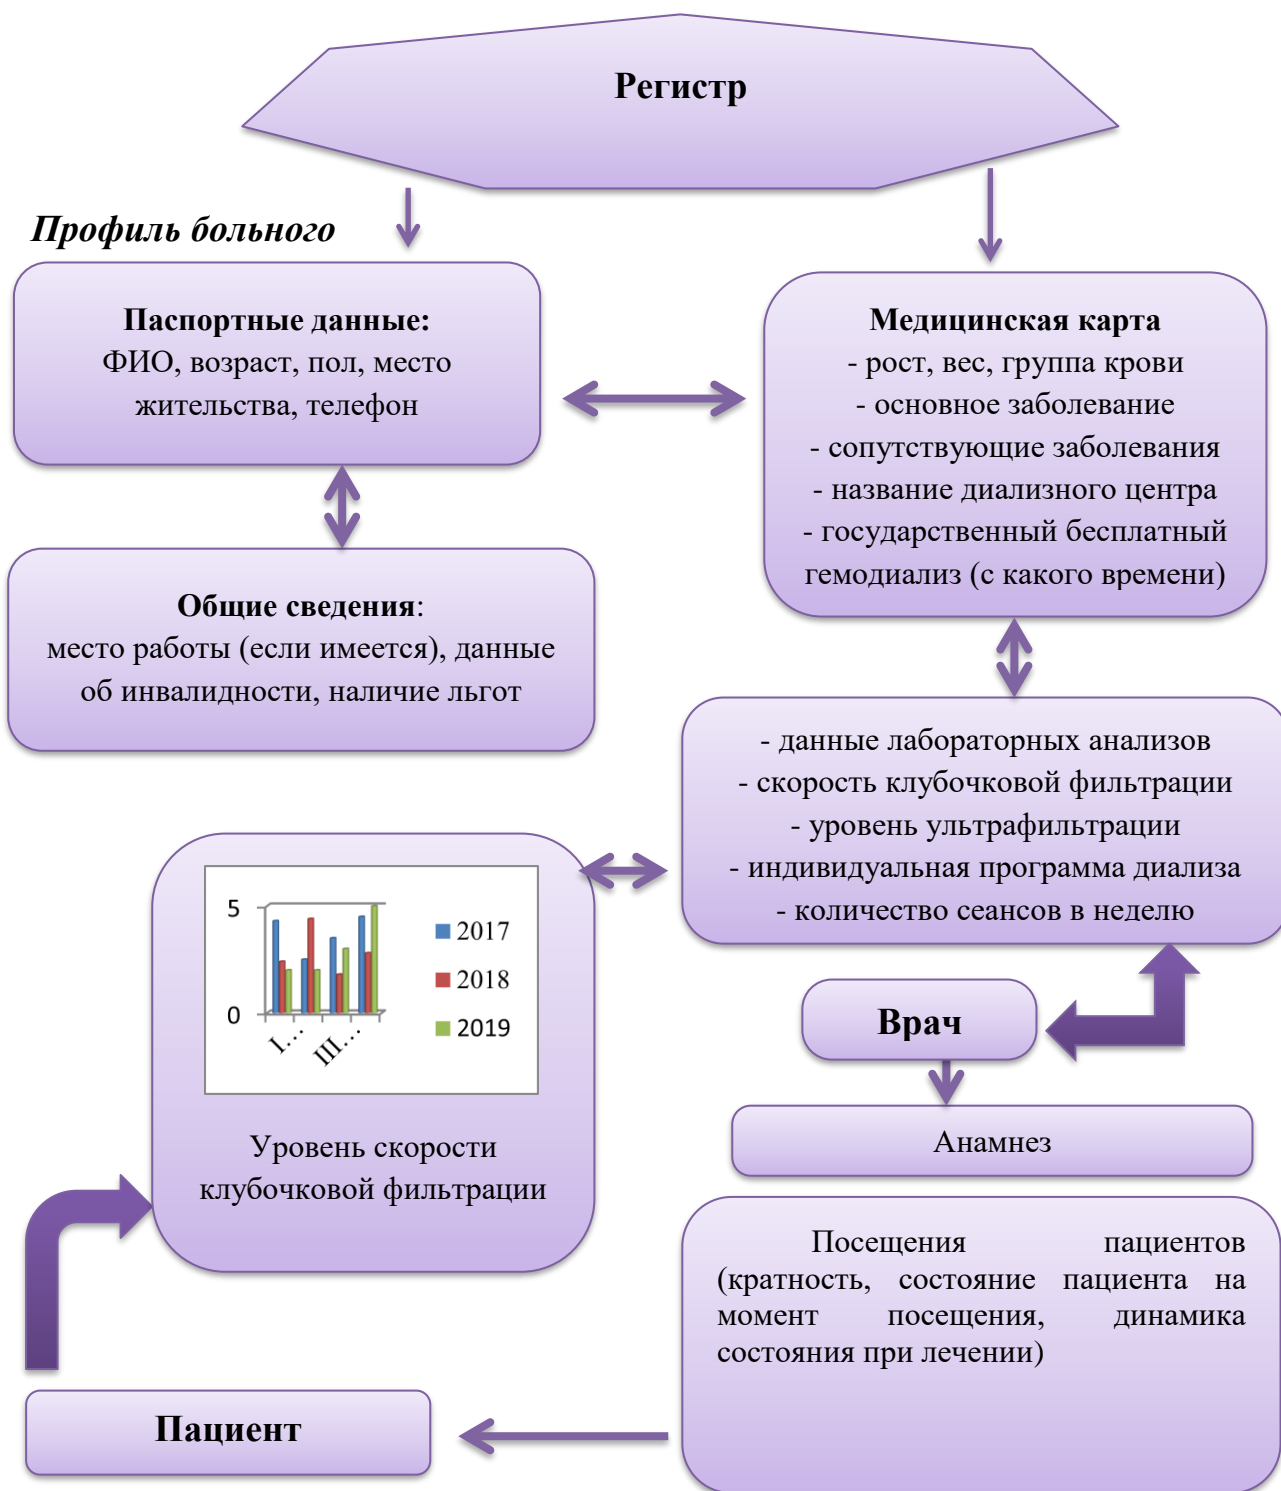 Регистр
Профиль больного
Паспортные данные:
ФИО, возраст, пол, место
жительства, телефон
Медицинская карта
- рост, вес, группа крови
- основное заболевание
- сопутствующие заболевания
- название диализного центра
- государственный бесплатный
гемодиализ (с какого времени)
Общие сведения:
место работы (если имеется), данные
об инвалидности, наличие льгот
- данные лабораторных анализов
- скорость клубочковой фильтрации
- уровень ультрафильтрации
- индивидуальная программа диализа
- количество сеансов в неделю
5
0
I...
III...
2017
2018
2019
Уровень скорости
клубочковой фильтрации
Врач
Анамнез
Посещения пациентов
(кратность, состояние пациента на
момент посещения, динамика
состояния при лечении)
Пациент